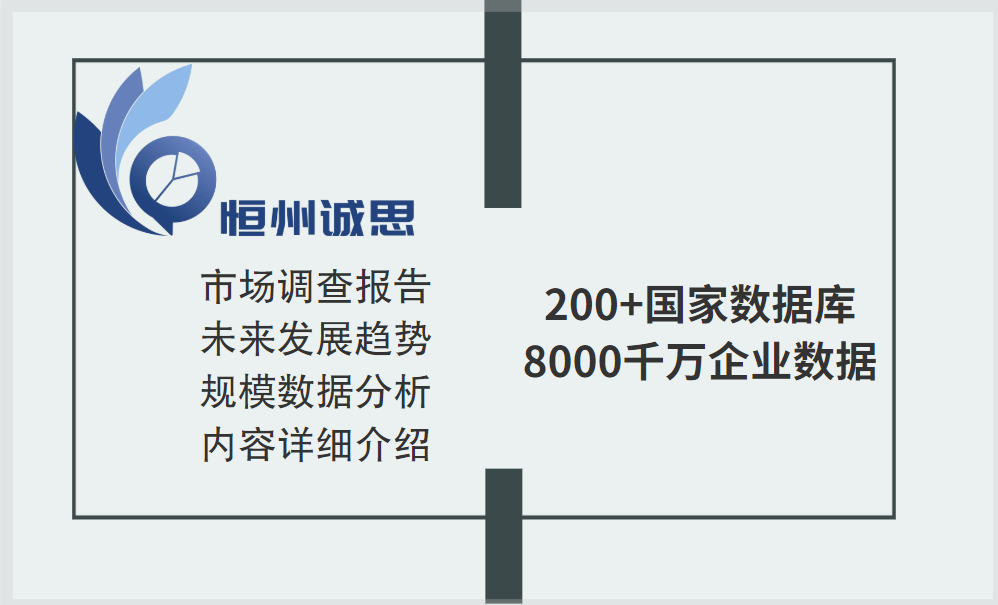 恒州诚思
市场调查报告
未来发展趋势
规模数据分析
内容详细介绍
200+国家数据库
8000千万企业数据